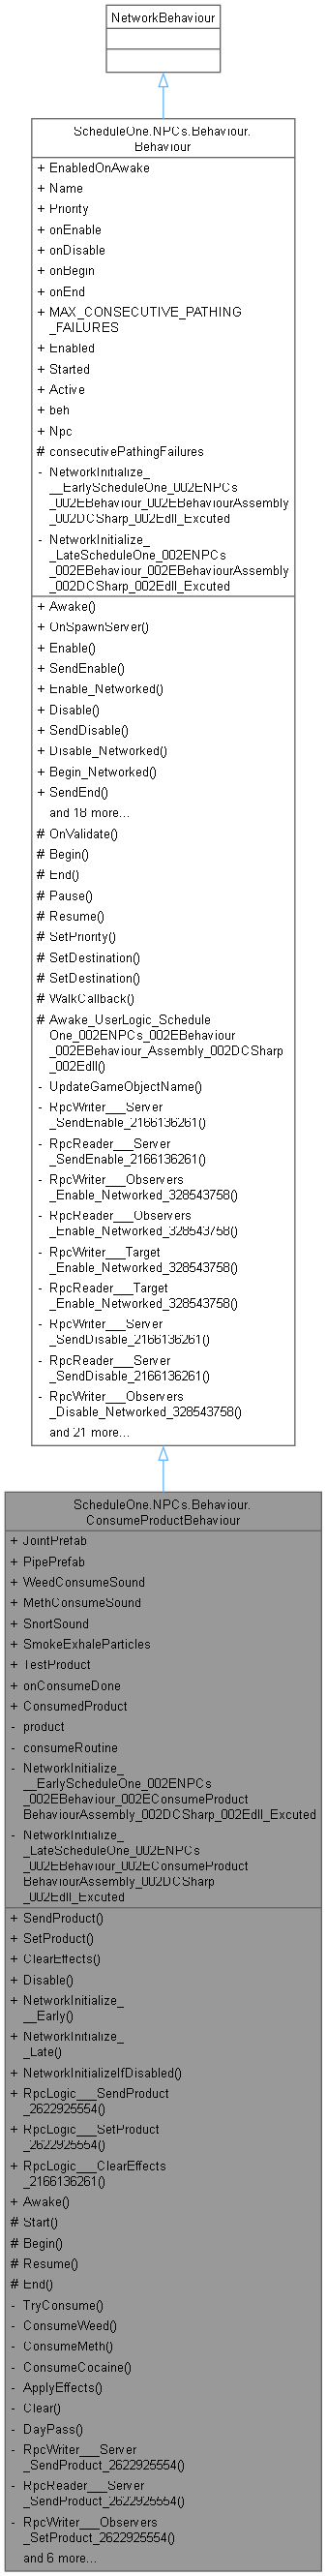 NetworkBehaviour
ScheduleOne.NPCs.Behaviour.
Behaviour
+ EnabledOnAwake
+ Name
+ Priority
+ onEnable
+ onDisable
+ onBegin
+ onEnd
+ MAX_CONSECUTIVE_PATHING
_FAILURES
+ Enabled
+ Started
+ Active
+ beh
+ Npc
# consecutivePathingFailures
- NetworkInitialize_
__EarlyScheduleOne_002ENPCs
_002EBehaviour_002EBehaviourAssembly
_002DCSharp_002Edll_Excuted
- NetworkInitialize_
_LateScheduleOne_002ENPCs
_002EBehaviour_002EBehaviourAssembly
_002DCSharp_002Edll_Excuted
+ Awake()
+ OnSpawnServer()
+ Enable()
+ SendEnable()
+ Enable_Networked()
+ Disable()
+ SendDisable()
+ Disable_Networked()
+ Begin_Networked()
+ SendEnd()
and 18 more...
# OnValidate()
# Begin()
# End()
# Pause()
# Resume()
# SetPriority()
# SetDestination()
# SetDestination()
# WalkCallback()
# Awake_UserLogic_Schedule
One_002ENPCs_002EBehaviour
_002EBehaviour_Assembly_002DCSharp
_002Edll()
- UpdateGameObjectName()
- RpcWriter___Server
_SendEnable_2166136261()
- RpcReader___Server
_SendEnable_2166136261()
- RpcWriter___Observers
_Enable_Networked_328543758()
- RpcReader___Observers
_Enable_Networked_328543758()
- RpcWriter___Target
_Enable_Networked_328543758()
- RpcReader___Target
_Enable_Networked_328543758()
- RpcWriter___Server
_SendDisable_2166136261()
- RpcReader___Server
_SendDisable_2166136261()
- RpcWriter___Observers
_Disable_Networked_328543758()
and 21 more...
ScheduleOne.NPCs.Behaviour.
ConsumeProductBehaviour
+ JointPrefab
+ PipePrefab
+ WeedConsumeSound
+ MethConsumeSound
+ SnortSound
+ SmokeExhaleParticles
+ TestProduct
+ onConsumeDone
+ ConsumedProduct
- product
- consumeRoutine
- NetworkInitialize_
__EarlyScheduleOne_002ENPCs
_002EBehaviour_002EConsumeProduct
BehaviourAssembly_002DCSharp_002Edll_Excuted
- NetworkInitialize_
_LateScheduleOne_002ENPCs
_002EBehaviour_002EConsumeProduct
BehaviourAssembly_002DCSharp
_002Edll_Excuted
+ SendProduct()
+ SetProduct()
+ ClearEffects()
+ Disable()
+ NetworkInitialize_
__Early()
+ NetworkInitialize_
_Late()
+ NetworkInitializeIfDisabled()
+ RpcLogic___SendProduct
_2622925554()
+ RpcLogic___SetProduct
_2622925554()
+ RpcLogic___ClearEffects
_2166136261()
+ Awake()
# Start()
# Begin()
# Resume()
# End()
- TryConsume()
- ConsumeWeed()
- ConsumeMeth()
- ConsumeCocaine()
- ApplyEffects()
- Clear()
- DayPass()
- RpcWriter___Server
_SendProduct_2622925554()
- RpcReader___Server
_SendProduct_2622925554()
- RpcWriter___Observers
_SetProduct_2622925554()
and 6 more...